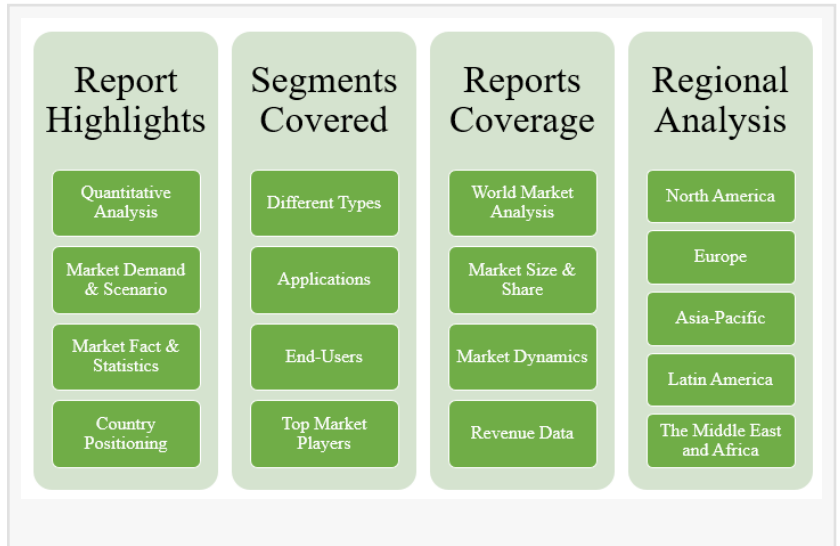 Report
Highlights
Quantitative
Analysis
Market Demand
& Scenario
Market Fact &
Statistics
Country
Positioning
Segments
Covered
Different Types
Applications
End-Users
Top Market
Players
Reports
Coverage
World Market
Analysis
Market Size &
Share
Market Dynamics
Revenue Data
Regional
Analysis
North America
Europe
Asia-Pacific
Latin America
The Middle East
and Africa